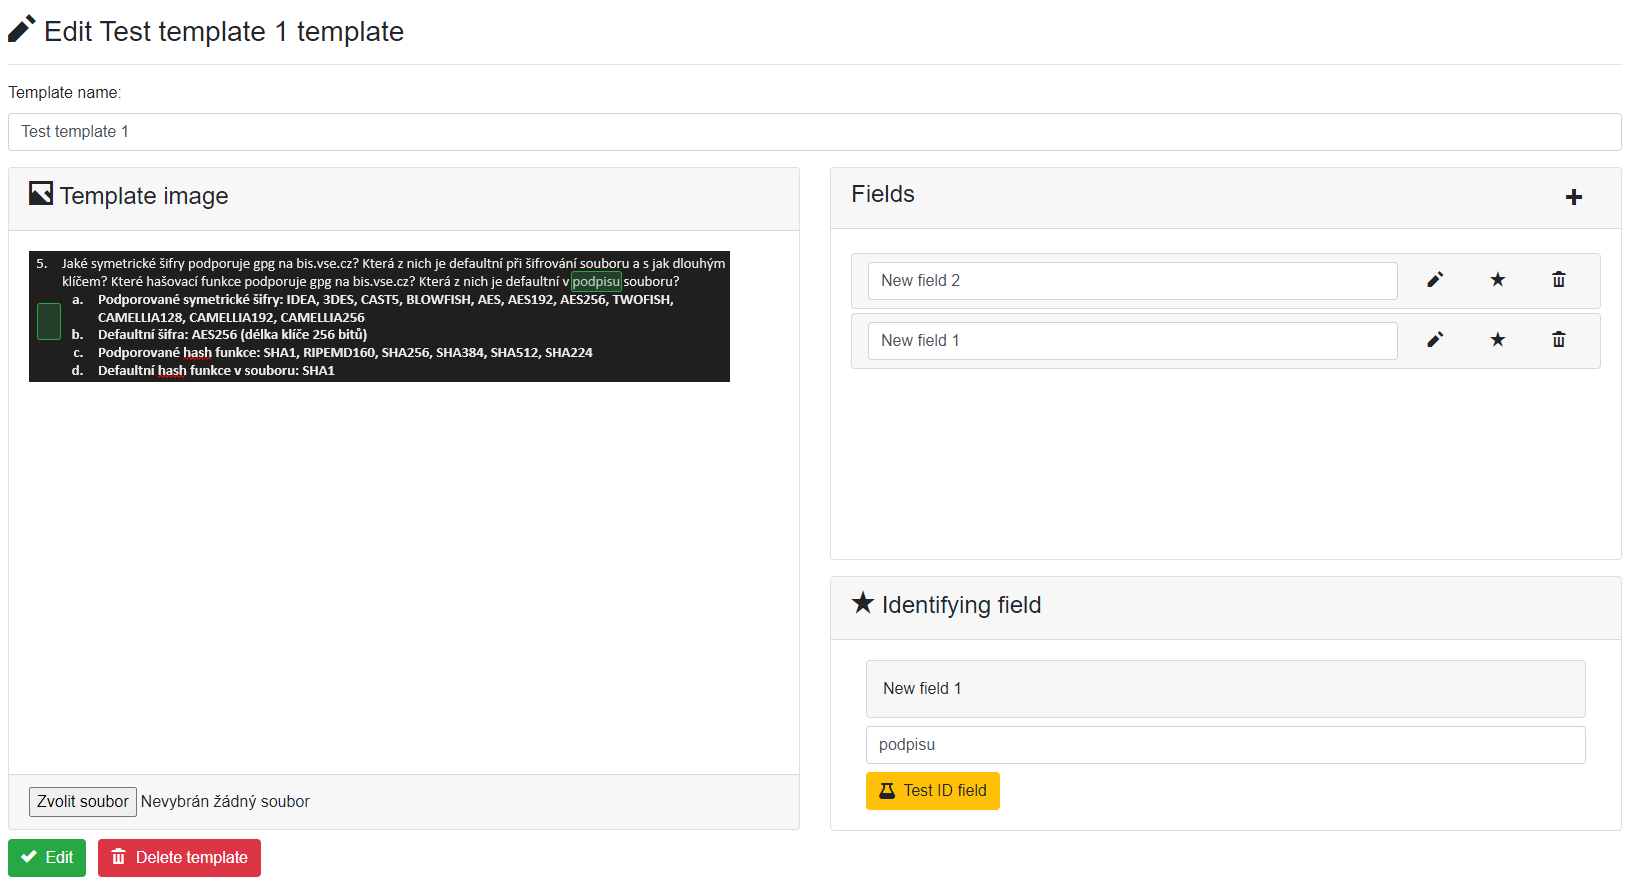 Edit Test template 1 template
Template name:
Test template 1
Template image
5. Jaké symetrické šifry podporuje gpg na bis.vse.cz? Která z nich je defaultní při šifrování souboru a s jak dlouhým
klíčem? Které hašovací funkce podporuje gpg na bis.vse.cz? Která z nich je defaultní v podpisu souboru?
a. Podporované symetrické šifry: IDEA, 3DES, CAST5, BLOWFISH, AES, AES192, AES256, TWOFISH,
CAMELLIA128, CAMELLIA192, CAMELLIA256
b. Defaultní šifra: AES256 (délka klíče 256 bitů)
c. Podporované hash funkce: SHA1, RIPEMD160, SHA256, SHA384, SHA512, SHA224
d. Defaultní hash funkce v souboru: SHA1
Zvolit soubor Nevybrán žádný soubor
Edit
Delete template
Fields
New field 2
New field 1
Identifying field
New field 1
podpisu
Test ID field